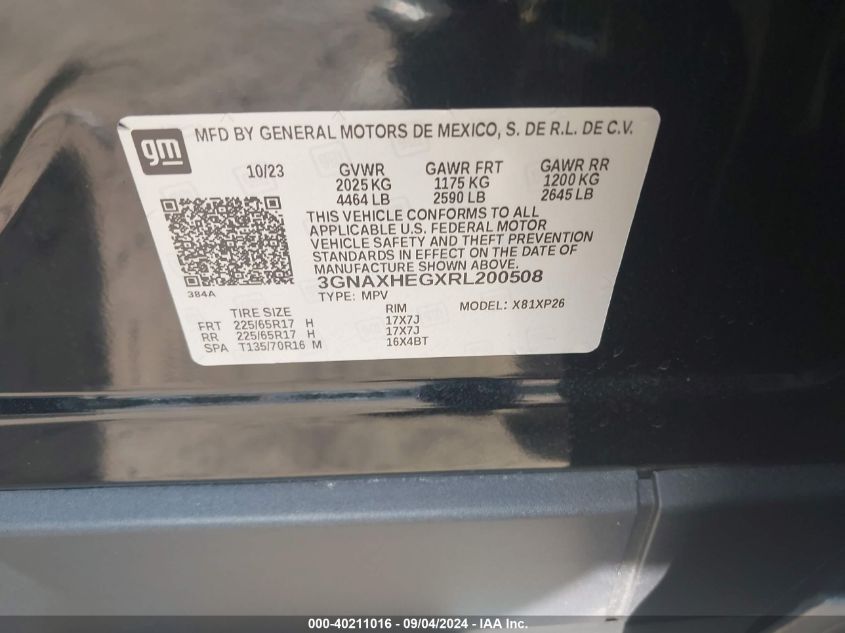 gm
MFD BY GENERAL MOTORS DE MEXICO, S. DE R.L. DE C.V.
10/23 GVWR GAWR FRT GAWR RR
2025 KG 1175 KG 1200 KG
4464 LB 2590 LB 2645 LB
THIS VEHICLE CONFORMS TO ALL
APPLICABLE U.S. FEDERAL MOTOR
VEHICLE SAFETY AND THEFT PREVENTION
STANDARDS IN EFFECT ON THE DATE OF
MANUFACTURE SHOWN ABOVE.
384A
3GNAXHEGXRL200508
TYPE: MPV MODEL: X81XP26
TIRE SIZE RIM
FRT 225/65R17 H 17X7J
RR 225/65R17 H 17X7J
SPA T135/70R16 M 16X4BT
000-40211016 - 09/04/2024 - IAA Inc.